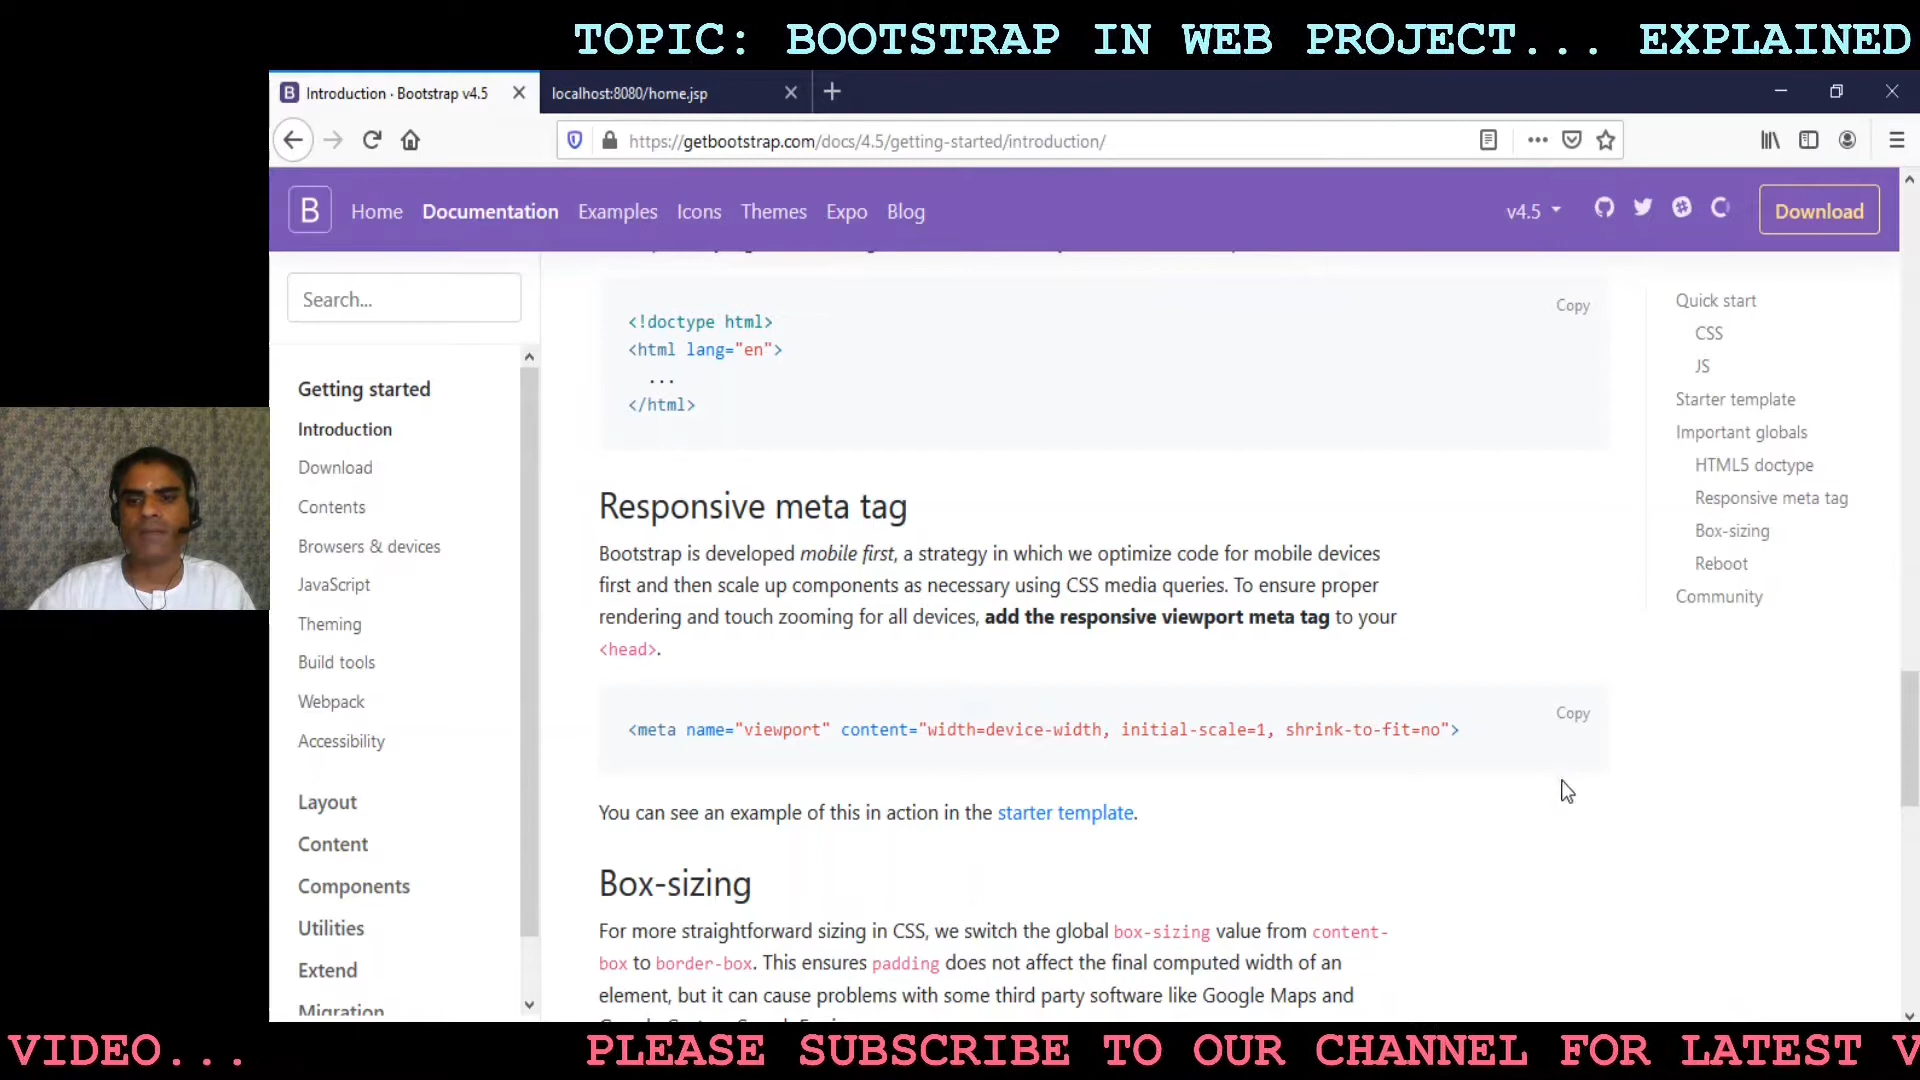 TOPIC: BOOTSTRAP IN WEB PROJECT... EXPLAINED
Introduction · Bootstrap v4.5
localhost:8080/home.jsp
https://getbootstrap.com/docs/4.5/getting-started/introduction/
B Home Documentation Examples Icons Themes Expo Blog v4.5 Download
Search...
Getting started
Introduction
Download
Contents
Browsers & devices
JavaScript
Theming
Build tools
Webpack
Accessibility
Layout
Content
Components
Utilities
Extend
Migration
Copy
<!doctype html>
<html lang="en">
...
</html>
Responsive meta tag
Bootstrap is developed mobile first, a strategy in which we optimize code for mobile devices
first and then scale up components as necessary using CSS media queries. To ensure proper
rendering and touch zooming for all devices, add the responsive viewport meta tag to your
<head>.
Copy
<meta name="viewport" content="width=device-width, initial-scale=1, shrink-to-fit=no">
You can see an example of this in action in the starter template.
Box-sizing
For more straightforward sizing in CSS, we switch the global box-sizing value from content-
box to border-box. This ensures padding does not affect the final computed width of an
element, but it can cause problems with some third party software like Google Maps and
Quick start
CSS
JS
Starter template
Important globals
HTML5 doctype
Responsive meta tag
Box-sizing
Reboot
Community
VIDEO... PLEASE SUBSCRIBE TO OUR CHANNEL FOR LATEST V